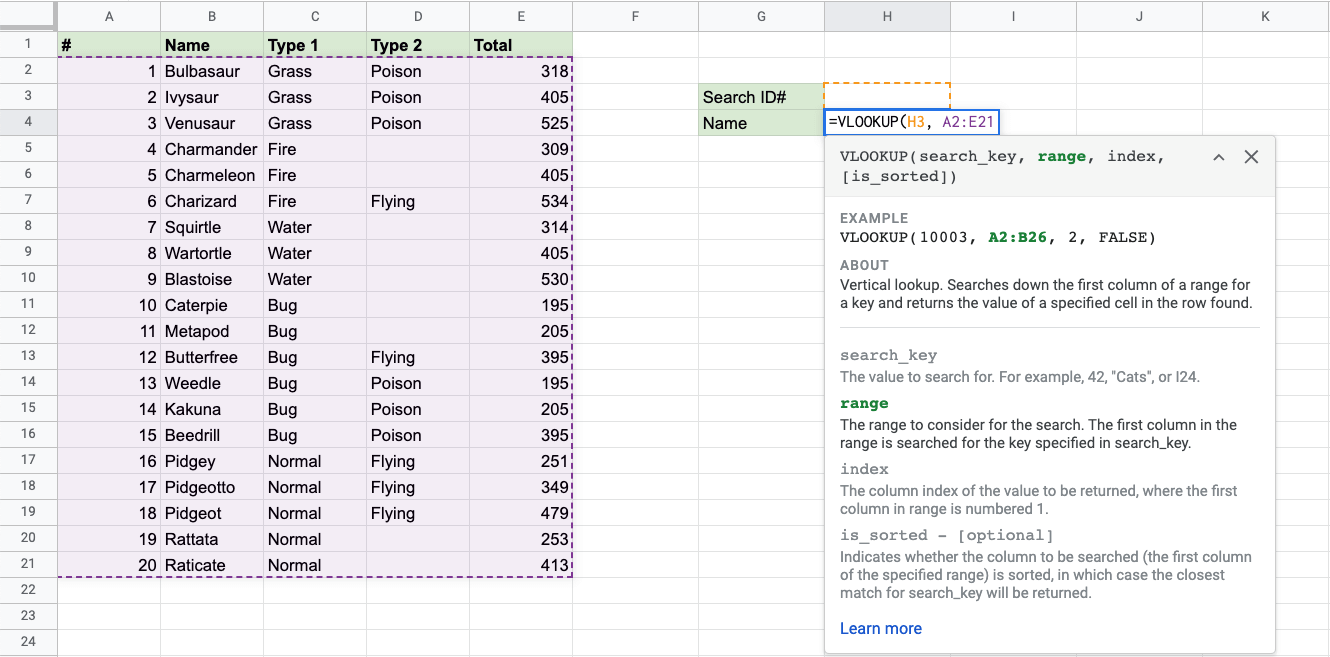 A B C D E F G H I J K
1 # Name Type 1 Type 2 Total
2 1 Bulbasaur Grass Poison 318
3 2 Ivysaur Grass Poison 405 Search ID#
4 3 Venusaur Grass Poison 525 Name =VLOOKUP(H3, A2:E21
5 4 Charmander Fire 309
6 5 Charmeleon Fire 405
7 6 Charizard Fire Flying 534
8 7 Squirtle Water 314
9 8 Wartortle Water 405
10 9 Blastoise Water 530
11 10 Caterpie Bug 195
12 11 Metapod Bug 205
13 12 Butterfree Bug Flying 395
14 13 Weedle Bug Poison 195
15 14 Kakuna Bug Poison 205
16 15 Beedrill Bug Poison 395
17 16 Pidgey Normal Flying 251
18 17 Pidgeotto Normal Flying 349
19 18 Pidgeot Normal Flying 479
20 19 Rattata Normal 253
21 20 Raticate Normal 413
22
23
24
VLOOKUP(search_key, range, index,
[is_sorted])
EXAMPLE
VLOOKUP(10003, A2:B26, 2, FALSE)
ABOUT
Vertical lookup. Searches down the first column of a range for
a key and returns the value of a specified cell in the row found.
search_key
The value to search for. For example, 42, "Cats", or I24.
range
The range to consider for the search. The first column in the
range is searched for the key specified in search_key.
index
The column index of the value to be returned, where the first
column in range is numbered 1.
is_sorted - [optional]
Indicates whether the column to be searched (the first column
of the specified range) is sorted, in which case the closest
match for search_key will be returned.
Learn more